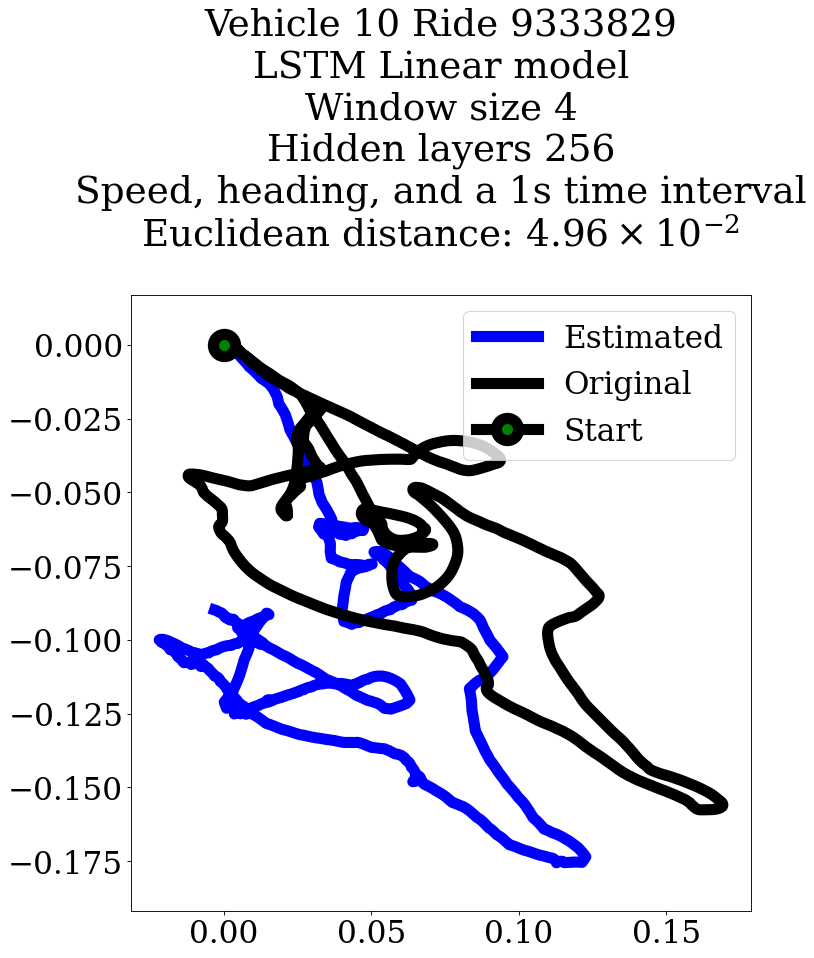 Vehicle 10 Ride 9333829
LSTM Linear model
Window size 4
Hidden layers 256
Speed, heading, and a 1s time interval
Euclidean distance: 4.96 × 10⁻²
Estimated
Original
Start
0.000
−0.025
−0.050
−0.075
−0.100
−0.125
−0.150
−0.175
0.00 0.05 0.10 0.15